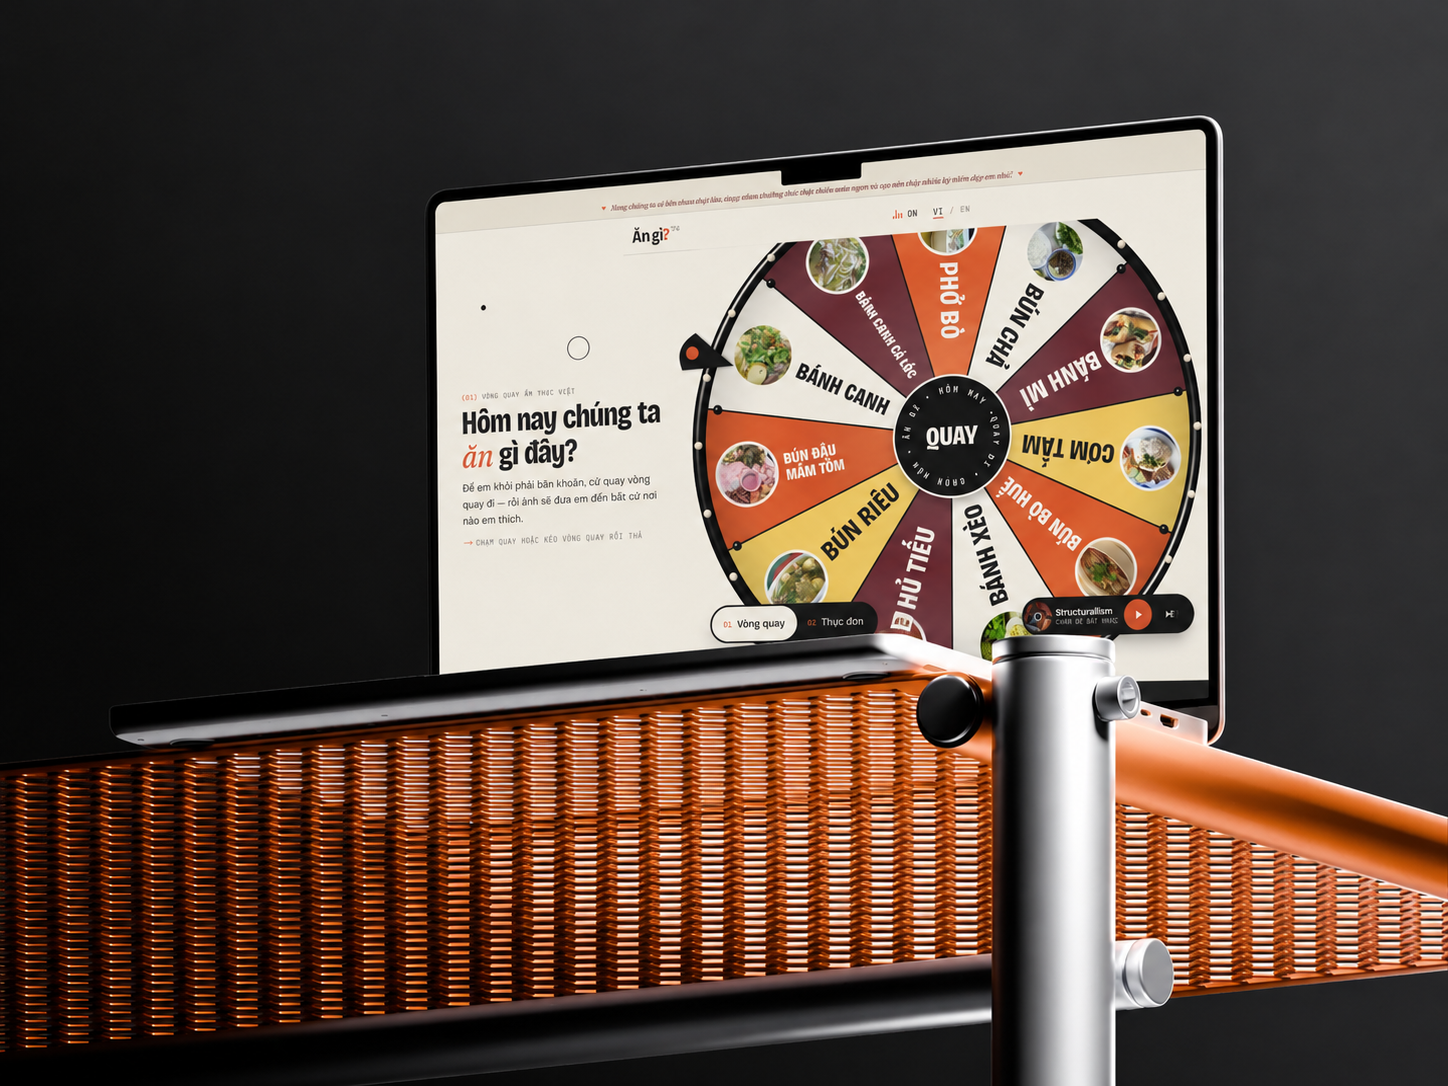 Ăn gì?
ON VI / EN
(01) VÒNG QUAY ẨM THỰC VIỆT
Hôm nay chúng ta
ăn gì đây?
Để em khỏi phải băn khoăn, cứ quay vòng
quay đi — rồi ảnh sẽ đưa em đến bất cứ nơi
nào em thích.
→ CHẠM QUAY HOẶC KÉO VÒNG QUAY RỒI THẢ
PHỞ BÒ
BÚN CHẢ
BÁNH MÌ
CƠM TẤM
BÚN BÒ HUẾ
BÁNH XÈO
HỦ TIẾU
BÚN RIÊU
BÚN ĐẬU
MẮM TÔM
BÁNH CANH
BÁNH CANH CÁ LÓC
QUAY
HÔM NAY
01 Vòng quay
02 Thực đơn
Structurallism